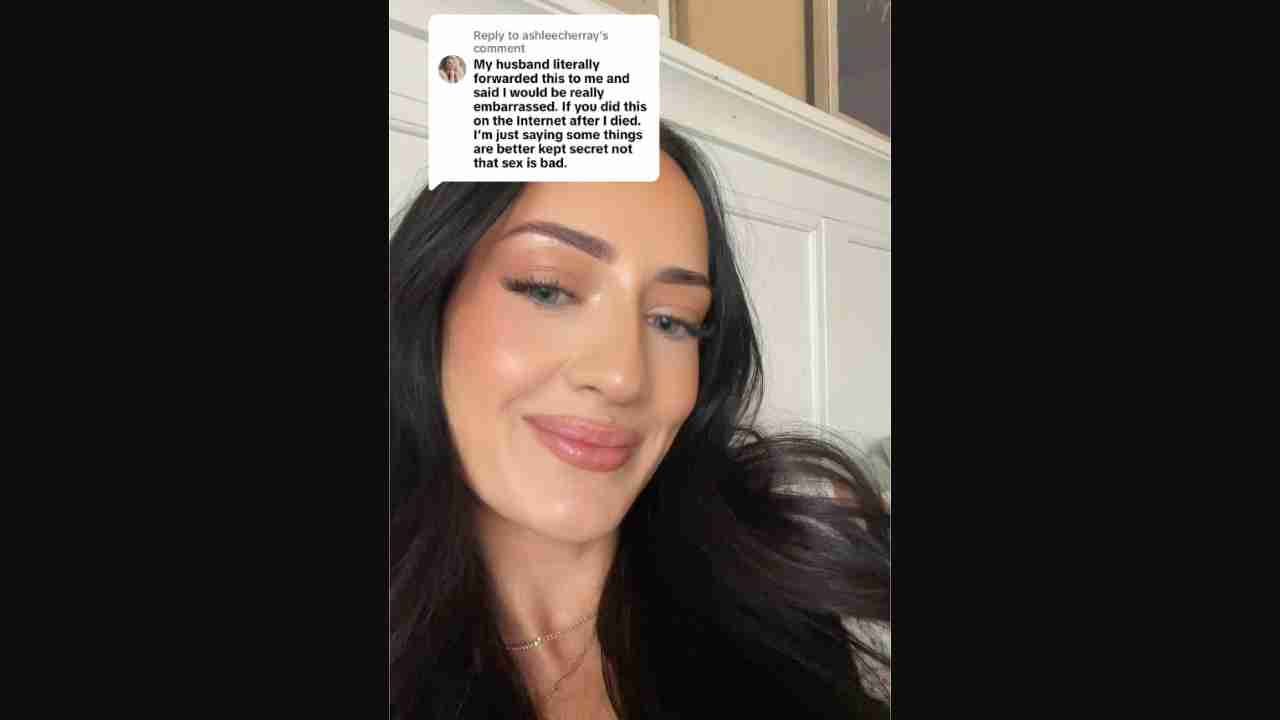 Reply to ashleecherray's
comment
My husband literally
forwarded this to me and
said I would be really
embarrassed. If you did this
on the Internet after I died.
I'm just saying some things
are better kept secret not
that sex is bad.